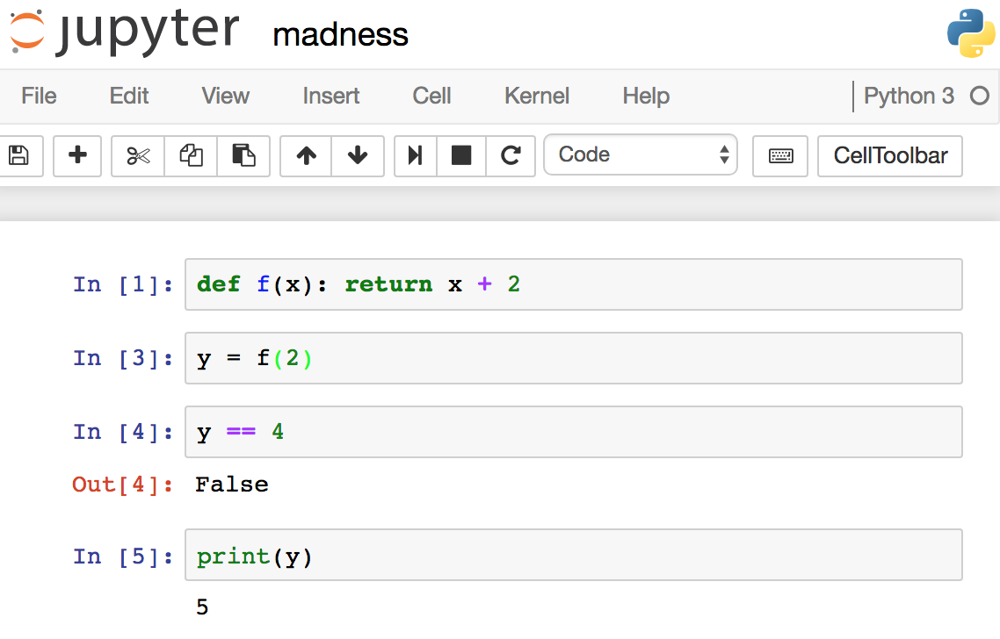 jupyter madness
File Edit View Insert Cell Kernel Help Python 3
Code CellToolbar
In [1]: def f(x): return x + 2
In [3]: y = f(2)
In [4]: y == 4
Out[4]: False
In [5]: print(y)
5